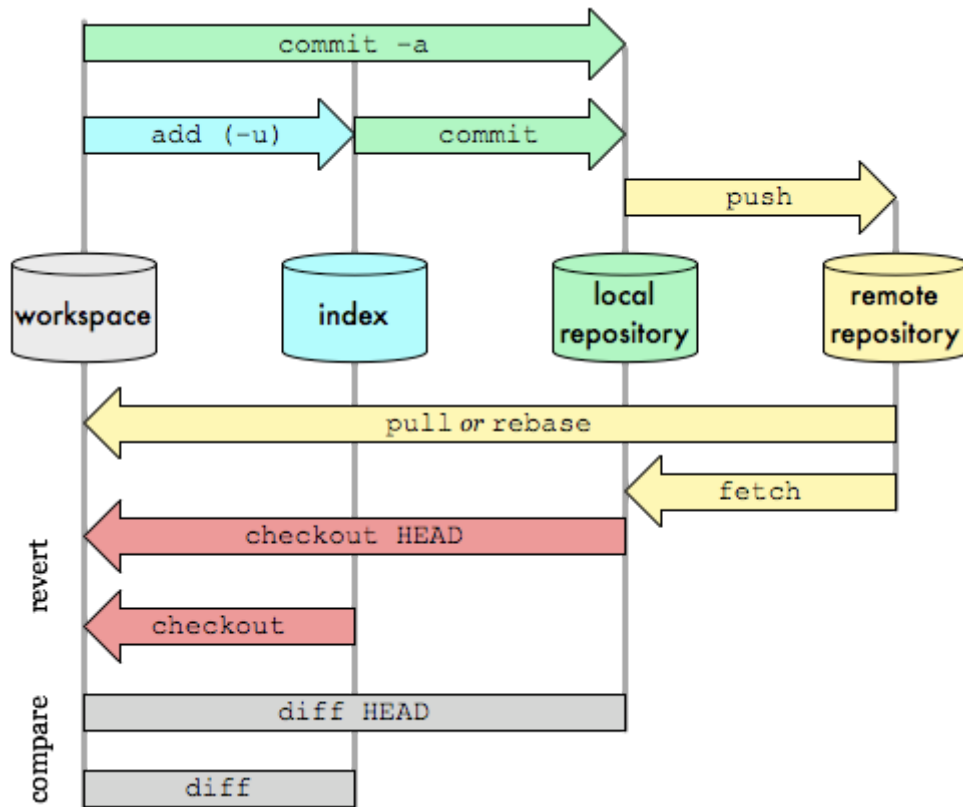 commit -a
add (-u)
commit
push
workspace
index
local
repository
remote
repository
pull or rebase
fetch
revert
checkout HEAD
checkout
compare
diff HEAD
diff